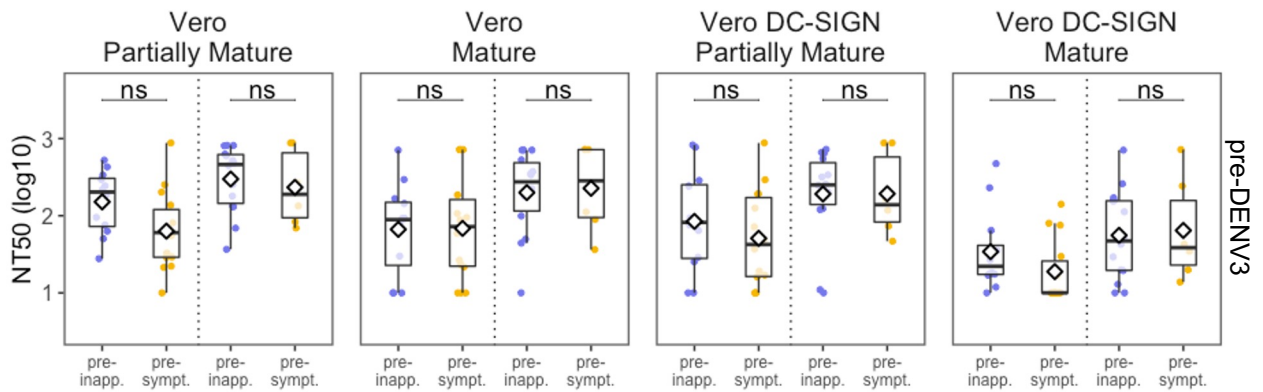 Vero
Partially Mature
Vero
Mature
Vero DC-SIGN
Partially Mature
Vero DC-SIGN
Mature
ns ns ns ns ns ns ns ns
NT50 (log10)
3
2
1
pre-DENV3
pre- pre- pre- pre- pre- pre- pre- pre- pre- pre- pre- pre- pre- pre- pre- pre-
inapp. sympt. inapp. sympt. inapp. sympt. inapp. sympt. inapp. sympt. inapp. sympt. inapp. sympt. inapp. sympt.